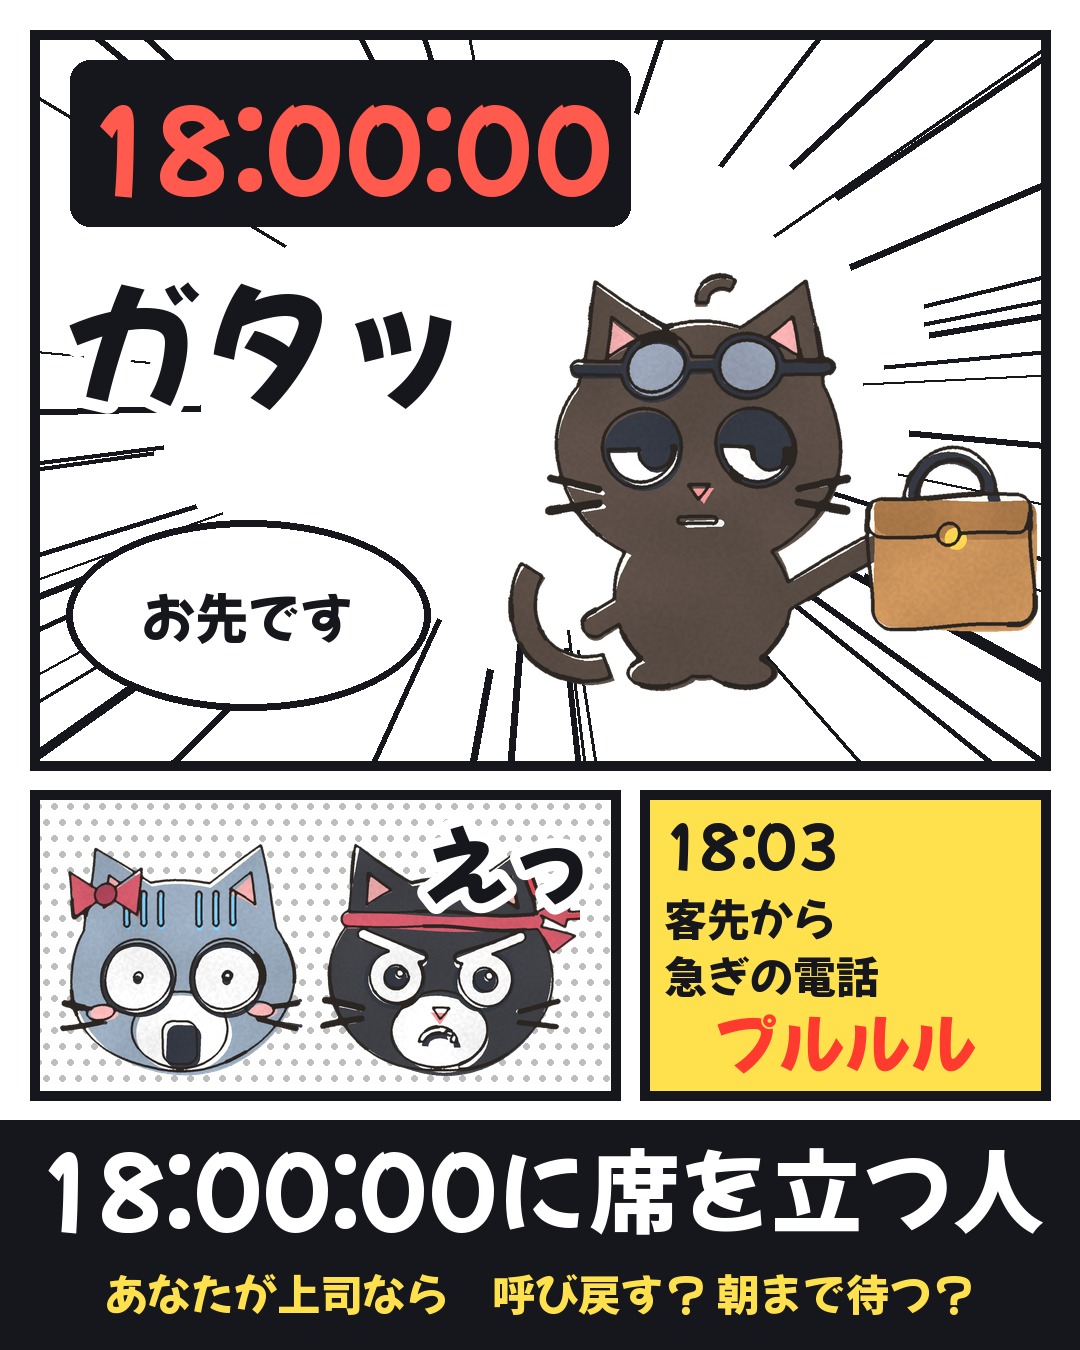 18:00:00
ガタッ
お先です
えっ
18:03
客先から
急ぎの電話
プルルル
18:00:00に席を立つ人
あなたが上司なら　呼び戻す？朝まで待つ？